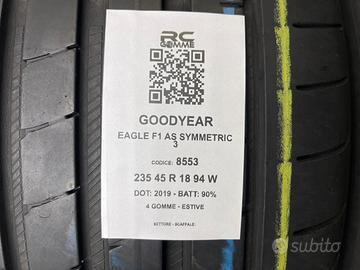 RC
GOMME
GOODYEAR
EAGLE F1 AS SYMMETRIC
3
CODICE: 8553
235 45 R 18 94 W
DOT: 2019 - BATT: 90%
4 GOMME - ESTIVE
SETTORE: - SCAFFALE:
subito